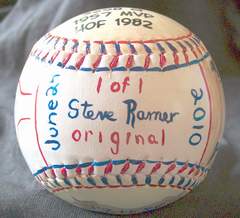 1957 MVP
HOF 1982
June 24
1 of 1
Steve Ramer
original
2010